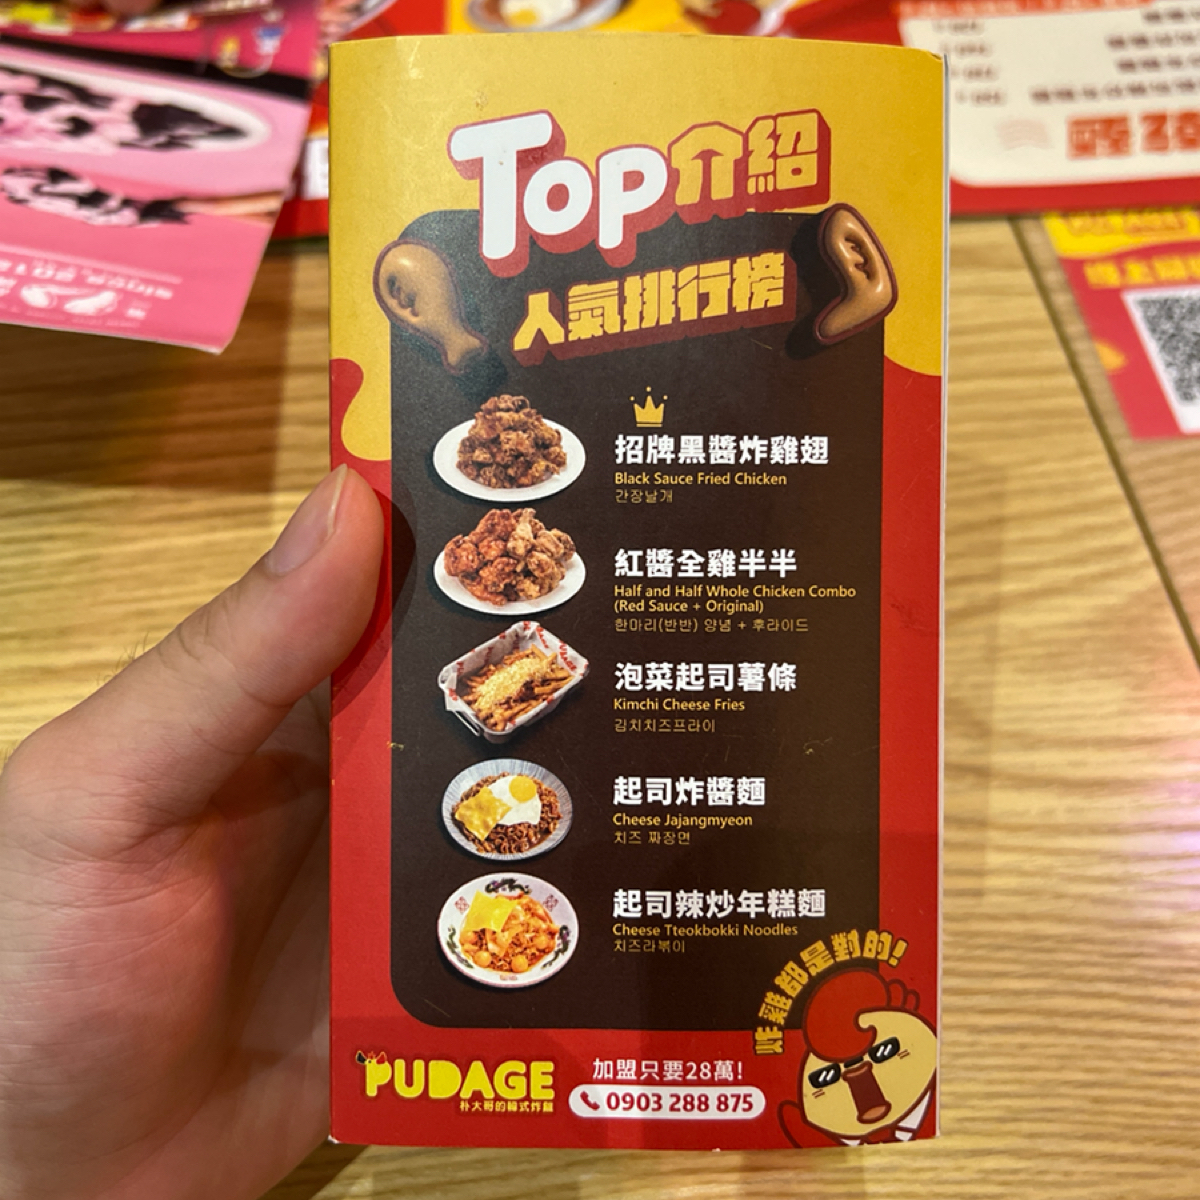 Top介紹
人氣排行榜
招牌黑醬炸雞翅
Black Sauce Fried Chicken
간장날개
紅醬全雞半半
Half and Half Whole Chicken Combo
(Red Sauce + Original)
한마리(반반) 양념 + 후라이드
泡菜起司薯條
Kimchi Cheese Fries
김치치즈프라이
起司炸醬麵
Cheese Jajangmyeon
치즈 짜장면
起司辣炒年糕麵
Cheese Tteokbokki Noodles
치즈라볶이
炸雞都是對的!
PUDAGE
朴大哥的韓式炸雞
加盟只要28萬!
0903 288 875